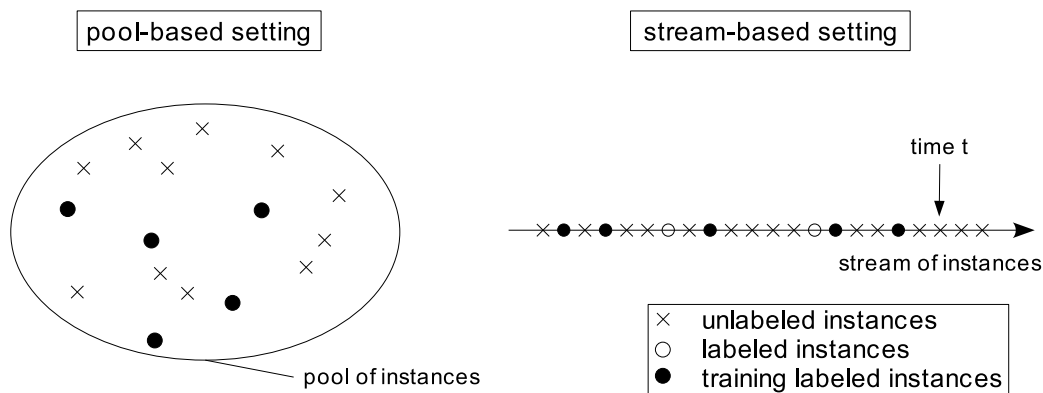 pool-based setting
stream-based setting
time t
stream of instances
pool of instances
unlabeled instances
labeled instances
training labeled instances